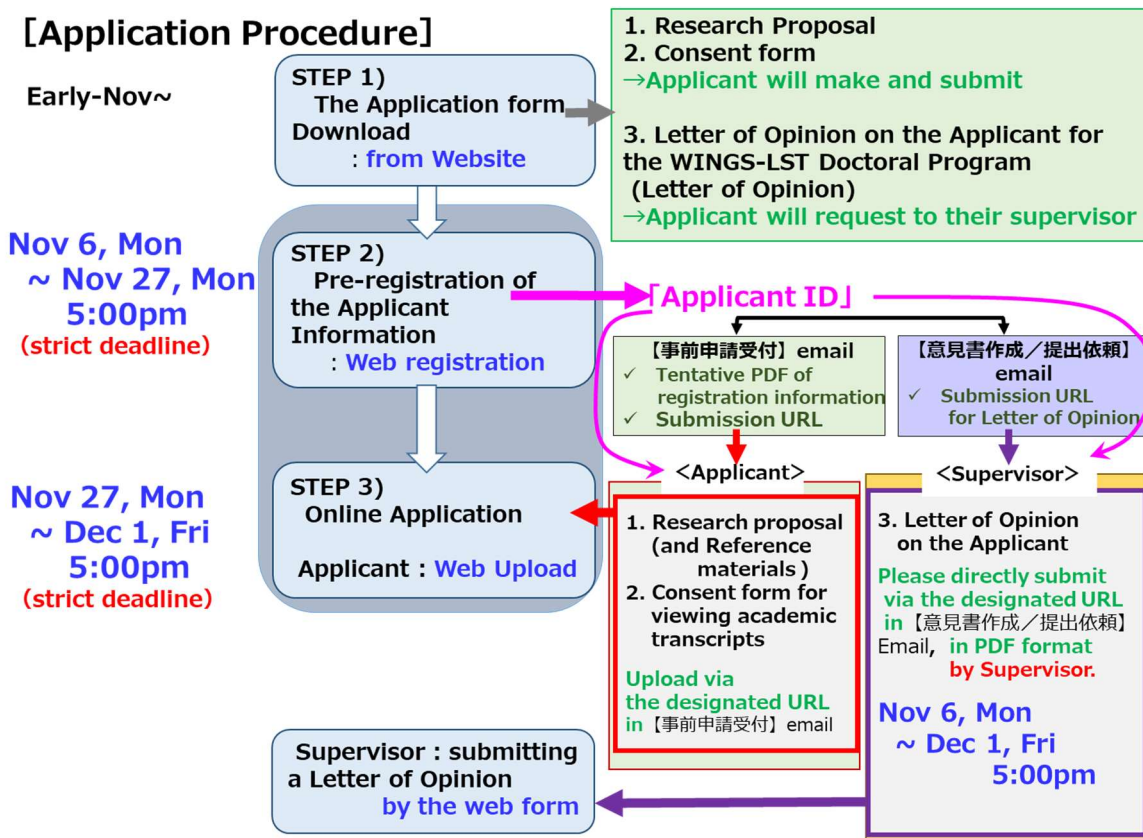 [Application Procedure]
Early-Nov~
STEP 1)
The Application form
Download
: from Website
1. Research Proposal
2. Consent form
→Applicant will make and submit
3. Letter of Opinion on the Applicant for
the WINGS-LST Doctoral Program
(Letter of Opinion)
→Applicant will request to their supervisor
Nov 6, Mon
~ Nov 27, Mon
5:00pm
(strict deadline)
STEP 2)
Pre-registration of
the Applicant
Information
: Web registration
「Applicant ID」
【事前申請受付】email
✓ Tentative PDF of
registration information
✓ Submission URL
【意見書作成／提出依頼】
email
✓ Submission URL
for Letter of Opinion
Nov 27, Mon
~ Dec 1, Fri
5:00pm
(strict deadline)
STEP 3)
Online Application
Applicant : Web Upload
<Applicant>
1. Research proposal
(and Reference
materials)
2. Consent form for
viewing academic
transcripts
Upload via
the designated URL
in【事前申請受付】email
<Supervisor>
3. Letter of Opinion
on the Applicant
Please directly submit
via the designated URL
in【意見書作成／提出依頼】
Email, in PDF format
by Supervisor.
Nov 6, Mon
~ Dec 1, Fri
5:00pm
Supervisor : submitting
a Letter of Opinion
by the web form